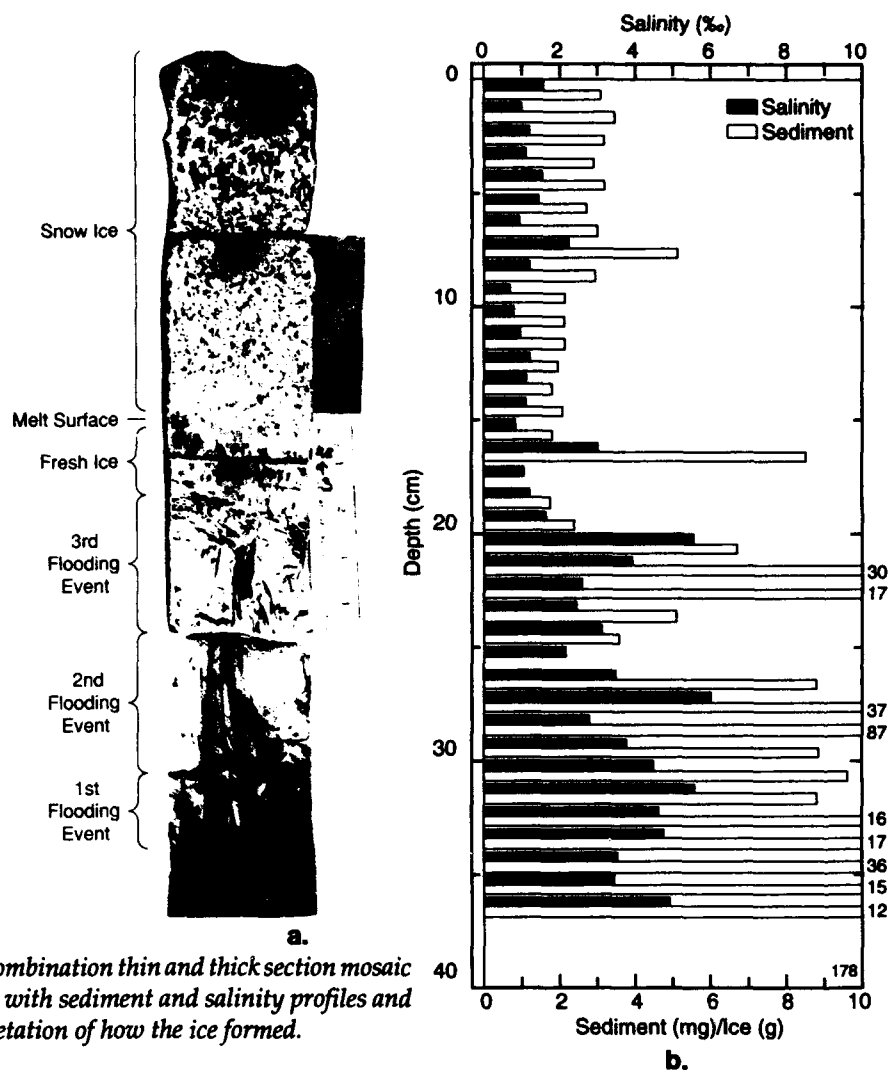 Snow Ice
Melt Surface
Fresh Ice
3rd
Flooding
Event
2nd
Flooding
Event
1st
Flooding
Event
a.
ombination thin and thick section mosaic
with sediment and salinity profiles and
etation of how the ice formed.
Salinity (‰)
0 2 4 6 8 10
Salinity
Sediment
Depth (cm)
0
10
20
30
40
30
17
37
87
16
17
36
15
12
178
0 2 4 6 8 10
Sediment (mg)/Ice (g)
b.